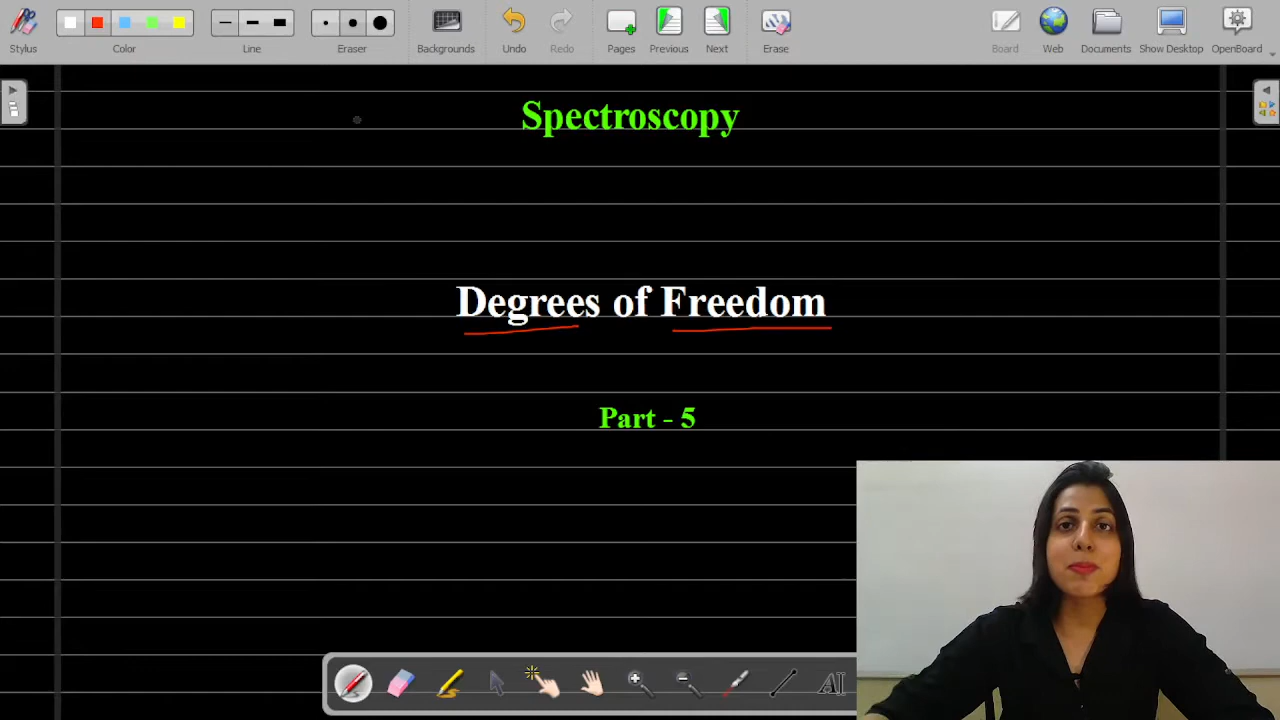 Stylus Color Line Eraser Backgrounds Undo Redo Pages Previous Next Erase Board Web Documents Show Desktop OpenBoard
Spectroscopy
Degrees of Freedom
Part - 5
AI